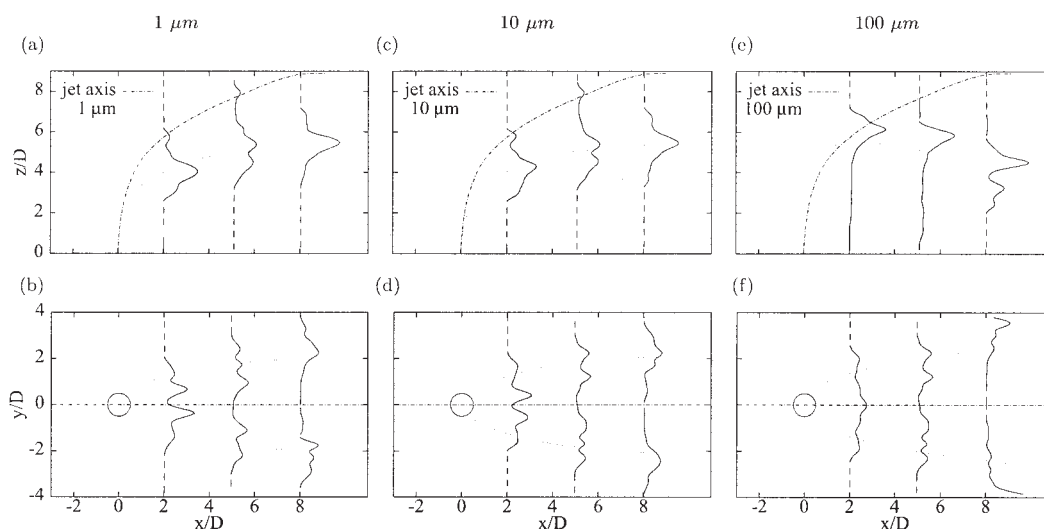 1 μm
10 μm
100 μm
(a)
(c)
(e)
jet axis
1 μm
jet axis
10 μm
jet axis
100 μm
z/D
8
6
4
2
0
(b)
(d)
(f)
y/D
4
2
0
-2
-4
-2 0 2 4 6 8
-2 0 2 4 6 8
-2 0 2 4 6 8
x/D
x/D
x/D